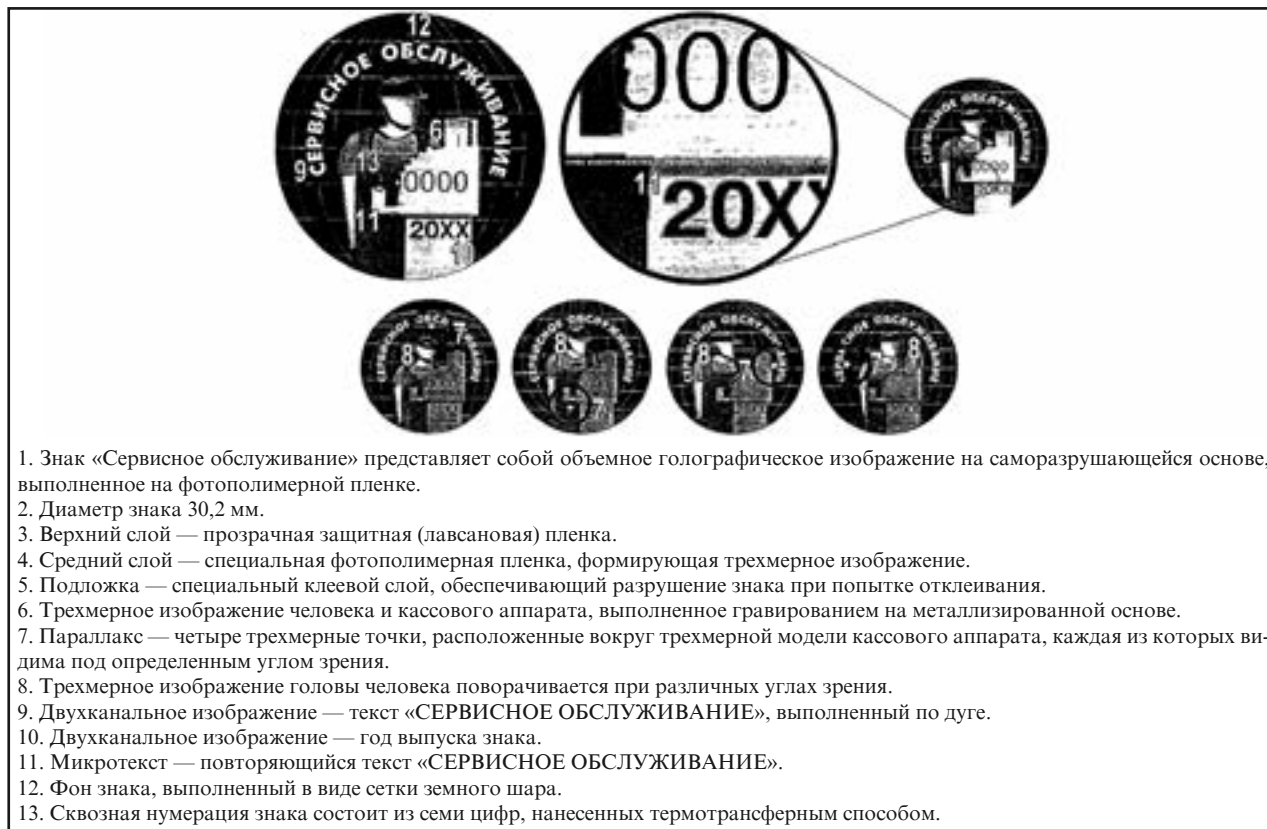 12
СЕРВИСНОЕ ОБСЛУЖИВАНИЕ
6
9
13
0000
11
20XX
10
000
11
20X
СЕРВИСНОЕ ОБСЛУЖИВАНИЕ
0000
20XX
7
8
8
7
8
8
1. Знак «Сервисное обслуживание» представляет собой объемное голографическое изображение на саморазрушающейся основе,
выполненное на фотополимерной пленке.
2. Диаметр знака 30,2 мм.
3. Верхний слой — прозрачная защитная (лавсановая) пленка.
4. Средний слой — специальная фотополимерная пленка, формирующая трехмерное изображение.
5. Подложка — специальный клеевой слой, обеспечивающий разрушение знака при попытке отклеивания.
6. Трехмерное изображение человека и кассового аппарата, выполненное гравированием на металлизированной основе.
7. Параллакс — четыре трехмерные точки, расположенные вокруг трехмерной модели кассового аппарата, каждая из которых ви-
дима под определенным углом зрения.
8. Трехмерное изображение головы человека поворачивается при различных углах зрения.
9. Двухканальное изображение — текст «СЕРВИСНОЕ ОБСЛУЖИВАНИЕ», выполненный по дуге.
10. Двухканальное изображение — год выпуска знака.
11. Микротекст — повторяющийся текст «СЕРВИСНОЕ ОБСЛУЖИВАНИЕ».
12. Фон знака, выполненный в виде сетки земного шара.
13. Сквозная нумерация знака состоит из семи цифр, нанесенных термотрансферным способом.